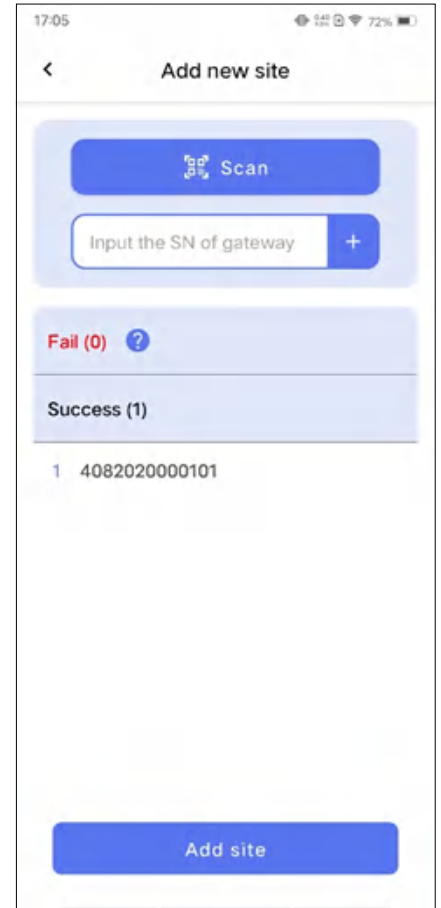 17:05 72%
Add new site
Scan
Input the SN of gateway +
Fail (0) ?
Success (1)
1 4082020000101
Add site